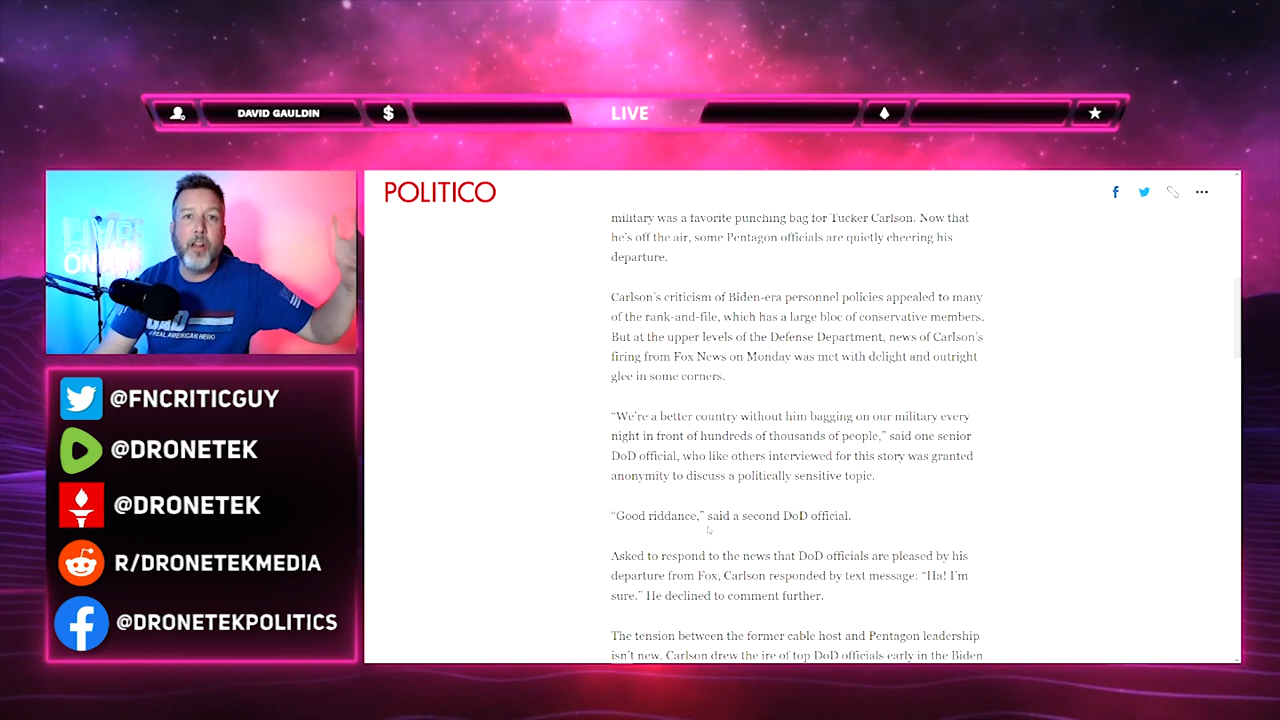 DAVID GAULDIN
$
LIVE
LIVE
ON
GAD
REAL AMERICAN HERO
@FNCRITICGUY
@DRONETEK
@DRONETEK
R/DRONETEKMEDIA
@DRONETEKPOLITICS
POLITICO
military was a favorite punching bag for Tucker Carlson. Now that
he's off the air, some Pentagon officials are quietly cheering his
departure.
Carlson's criticism of Biden-era personnel policies appealed to many
of the rank-and-file, which has a large bloc of conservative members.
But at the upper levels of the Defense Department, news of Carlson's
firing from Fox News on Monday was met with delight and outright
glee in some corners.
“We're a better country without him bagging on our military every
night in front of hundreds of thousands of people,” said one senior
DoD official, who like others interviewed for this story was granted
anonymity to discuss a politically sensitive topic.
“Good riddance,” said a second DoD official.
Asked to respond to the news that DoD officials are pleased by his
departure from Fox, Carlson responded by text message: “Ha! I'm
sure.” He declined to comment further.
The tension between the former cable host and Pentagon leadership
isn't new. Carlson drew the ire of top DoD officials early in the Biden